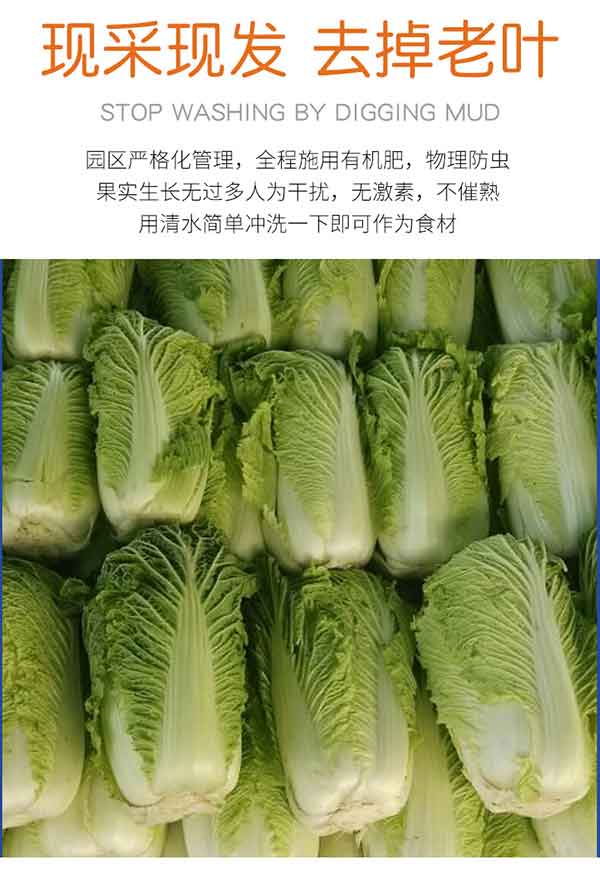 现采现发 去掉老叶
STOP WASHING BY DIGGING MUD
园区严格化管理，全程施用有机肥，物理防虫
果实生长无过多人为干扰，无激素，不催熟
用清水简单冲洗一下即可作为食材